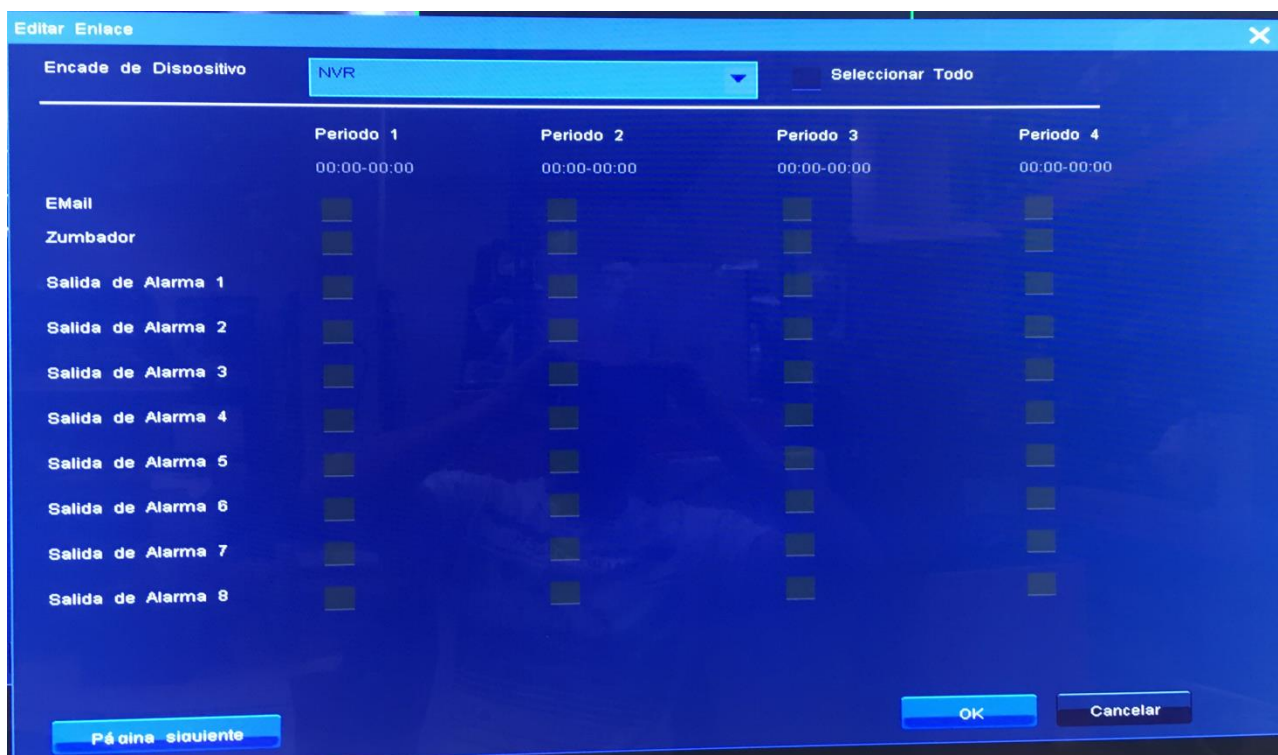 Editar Enlace
Encade de Dispositivo NVR Seleccionar Todo
Periodo 1 Periodo 2 Periodo 3 Periodo 4
00:00-00:00 00:00-00:00 00:00-00:00 00:00-00:00
EMail
Zumbador
Salida de Alarma 1
Salida de Alarma 2
Salida de Alarma 3
Salida de Alarma 4
Salida de Alarma 5
Salida de Alarma 6
Salida de Alarma 7
Salida de Alarma 8
OK Cancelar
Página siguiente